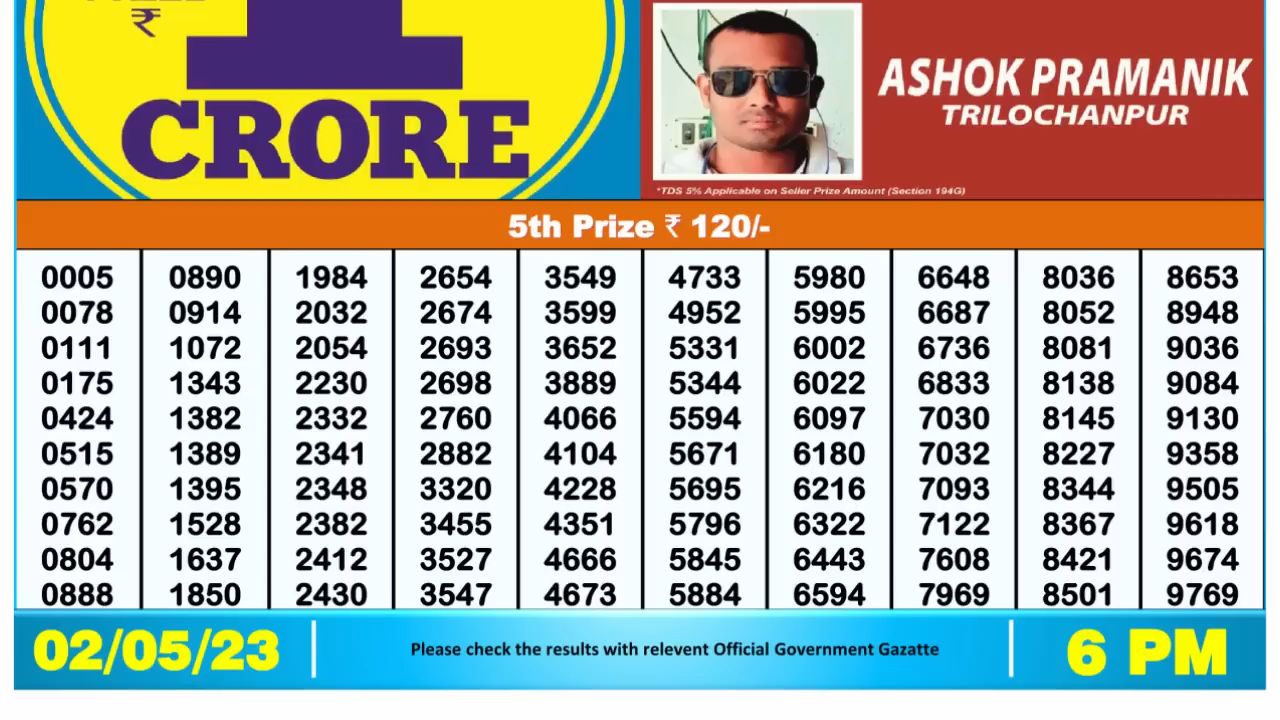 ₹
1
CRORE
ASHOK PRAMANIK
TRILOCHANPUR
*TDS 5% Applicable on Seller Prize Amount (Section 194G)
5th Prize ₹ 120/-
0005 0890 1984 2654 3549 4733 5980 6648 8036 8653
0078 0914 2032 2674 3599 4952 5995 6687 8052 8948
0111 1072 2054 2693 3652 5331 6002 6736 8081 9036
0175 1343 2230 2698 3889 5344 6022 6833 8138 9084
0424 1382 2332 2760 4066 5594 6097 7030 8145 9130
0515 1389 2341 2882 4104 5671 6180 7032 8227 9358
0570 1395 2348 3320 4228 5695 6216 7093 8344 9505
0762 1528 2382 3455 4351 5796 6322 7122 8367 9618
0804 1637 2412 3527 4666 5845 6443 7608 8421 9674
0888 1850 2430 3547 4673 5884 6594 7969 8501 9769
02/05/23
Please check the results with relevent Official Government Gazatte
6 PM